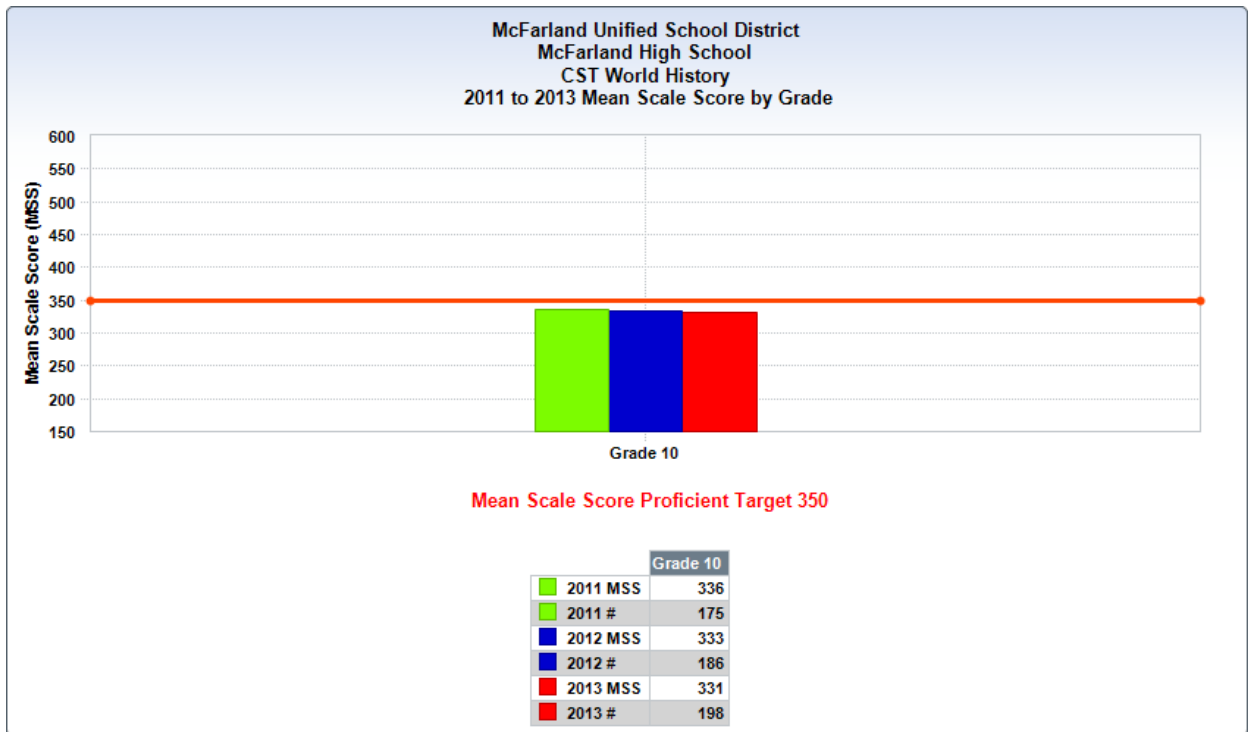 McFarland Unified School District
McFarland High School
CST World History
2011 to 2013 Mean Scale Score by Grade
Mean Scale Score (MSS)
600
550
500
450
400
350
300
250
200
150
Grade 10
Mean Scale Score Proficient Target 350
Grade 10
2011 MSS 336
2011 # 175
2012 MSS 333
2012 # 186
2013 MSS 331
2013 # 198